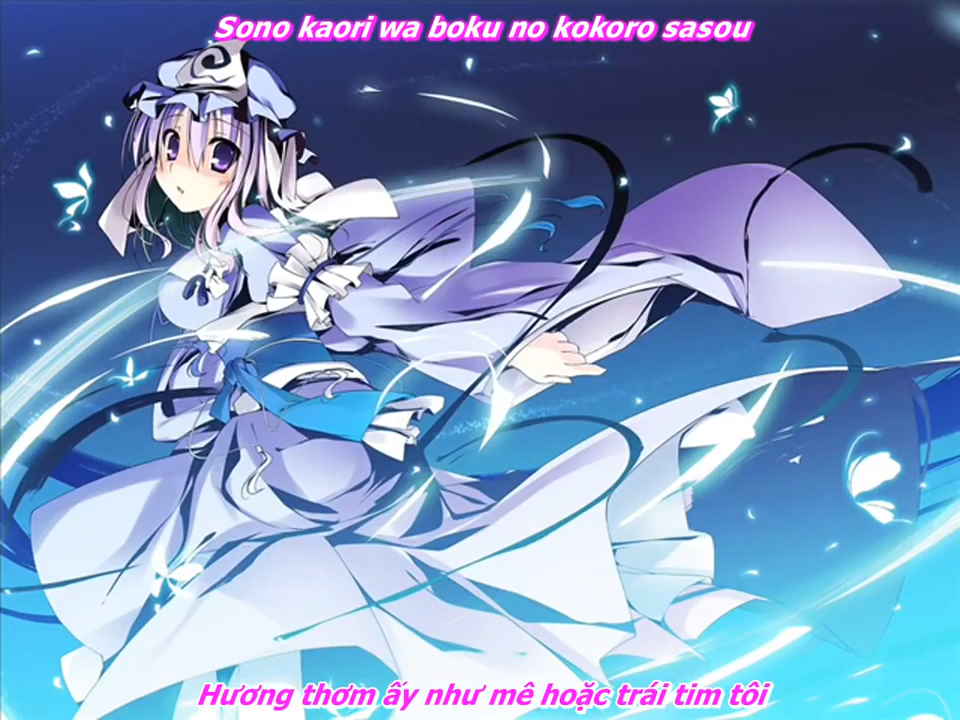 Sono kaori wa boku no kokoro sasou
Hương thơm ấy như mê hoặc trái tim tôi